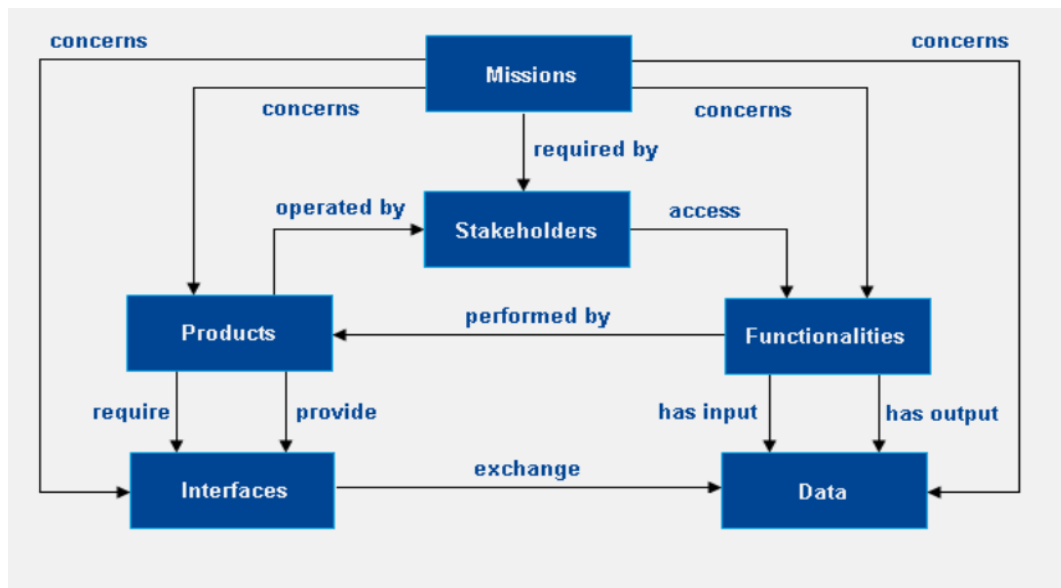 concerns
concerns
Missions
concerns
concerns
required by
operated by
access
Stakeholders
performed by
Products
Functionalities
require
provide
has input
has output
exchange
Interfaces
Data